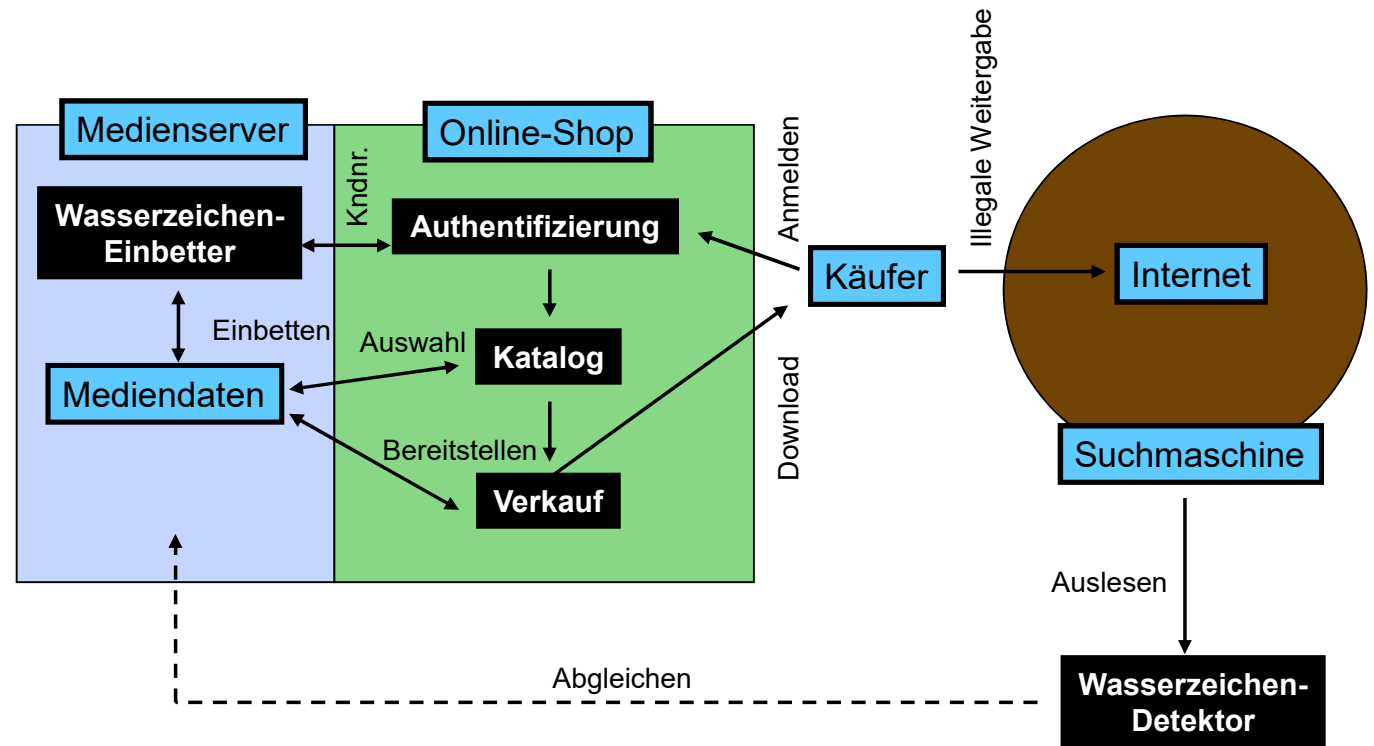 Illegale Weitergabe
Medienserver
Online-Shop
Anmelden
Kndnr.
Wasserzeichen-
Einbetter
Authentifizierung
Käufer
Internet
Einbetten
Auswahl
Katalog
Mediendaten
Download
Bereitstellen
Suchmaschine
Verkauf
Auslesen
Abgleichen
Wasserzeichen-
Detektor